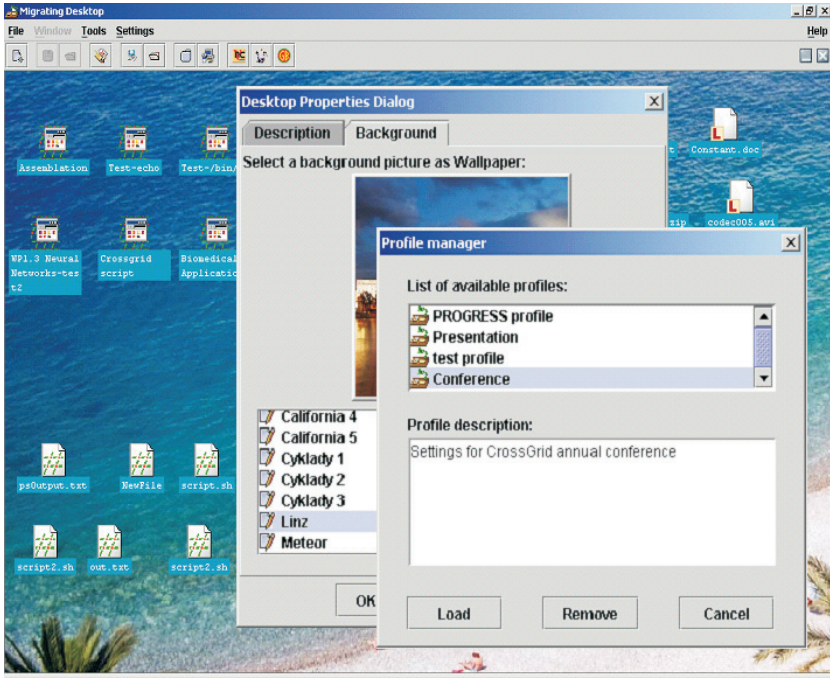 Migrating Desktop
File Window Tools Settings Help
Desktop Properties Dialog
Description Background
Select a background picture as Wallpaper:
Assemblation Test-echo Test-/bin/
t Constant.doc
zip codec005.avi
Profile manager
WP1.3 Neural
Networks-tes
t2
Crossgrid
script
Biomedical
Applicatio
List of available profiles:
PROGRESS profile
Presentation
test profile
Conference
Profile description:
Settings for CrossGrid annual conference
California 4
California 5
Cyklady 1
Cyklady 2
Cyklady 3
Linz
Meteor
psOutput.txt NewFile script.sh
script2.sh out.txt script2.sh
OK
Load Remove Cancel